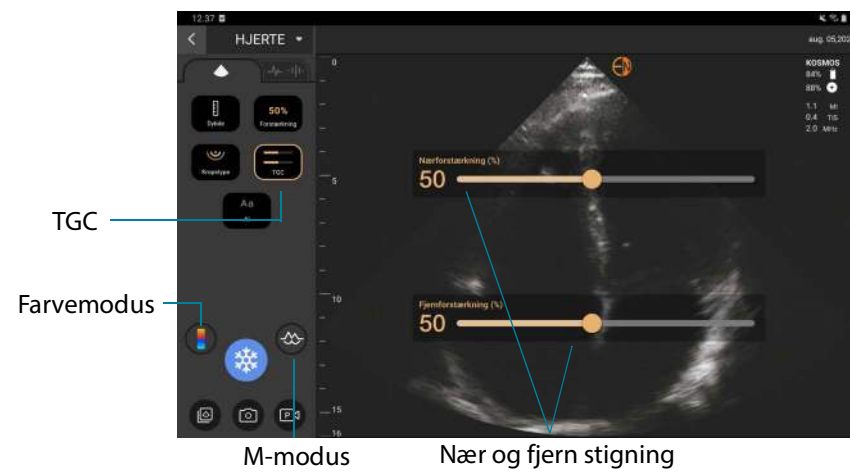 12.37
HJERTE
aug. 05,202
KOSMOS
84%
88%
1.1 MI
0.4 TIS
2.0 MHz
0
5
10
15
16
Dybde
50%
Forstærkning
Kropstype
TGC
Aa
Nærforstærkning (%)
50
Fjernforstærkning (%)
50
TGC
Farvemodus
M-modus
Nær og fjern stigning